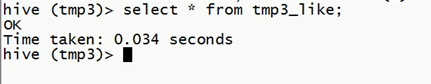 hive (tmp3)> select * from tmp3_like;
OK
Time taken: 0.034 seconds
hive (tmp3)>